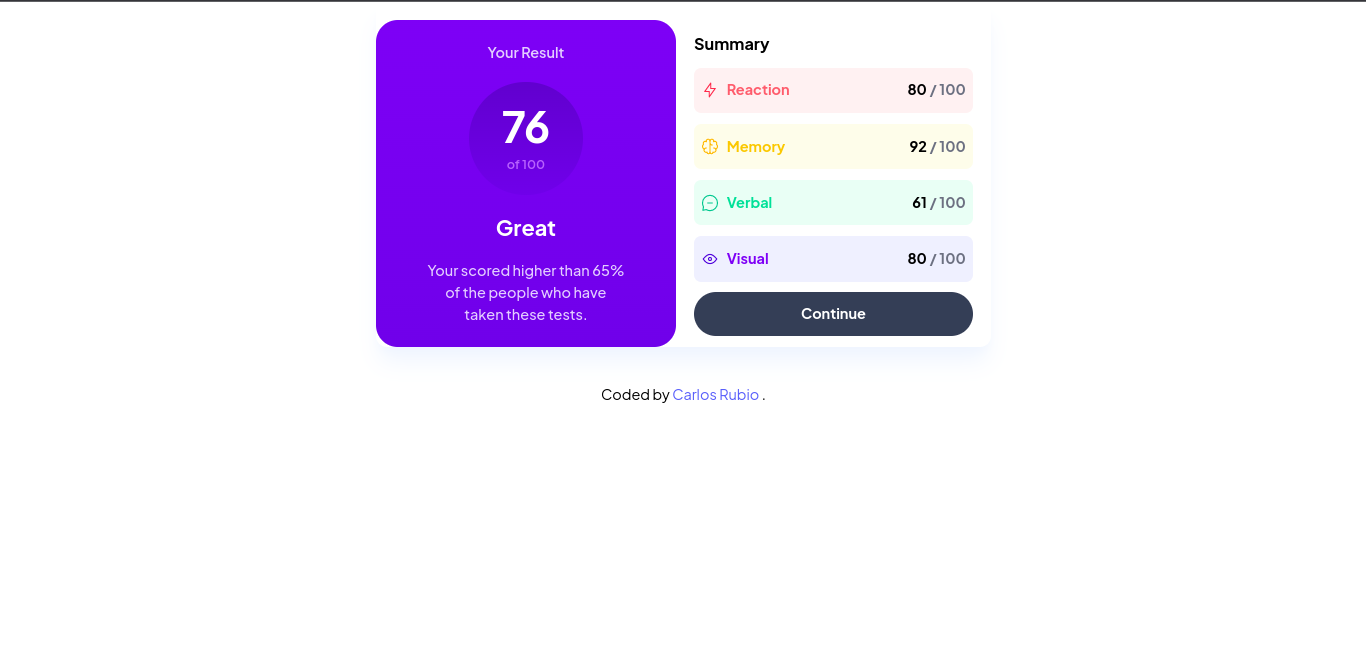 Your Result
76
of 100
Great
Your scored higher than 65%
of the people who have
taken these tests.
Summary
Reaction 80 / 100
Memory 92 / 100
Verbal 61 / 100
Visual 80 / 100
Continue
Coded by Carlos Rubio .